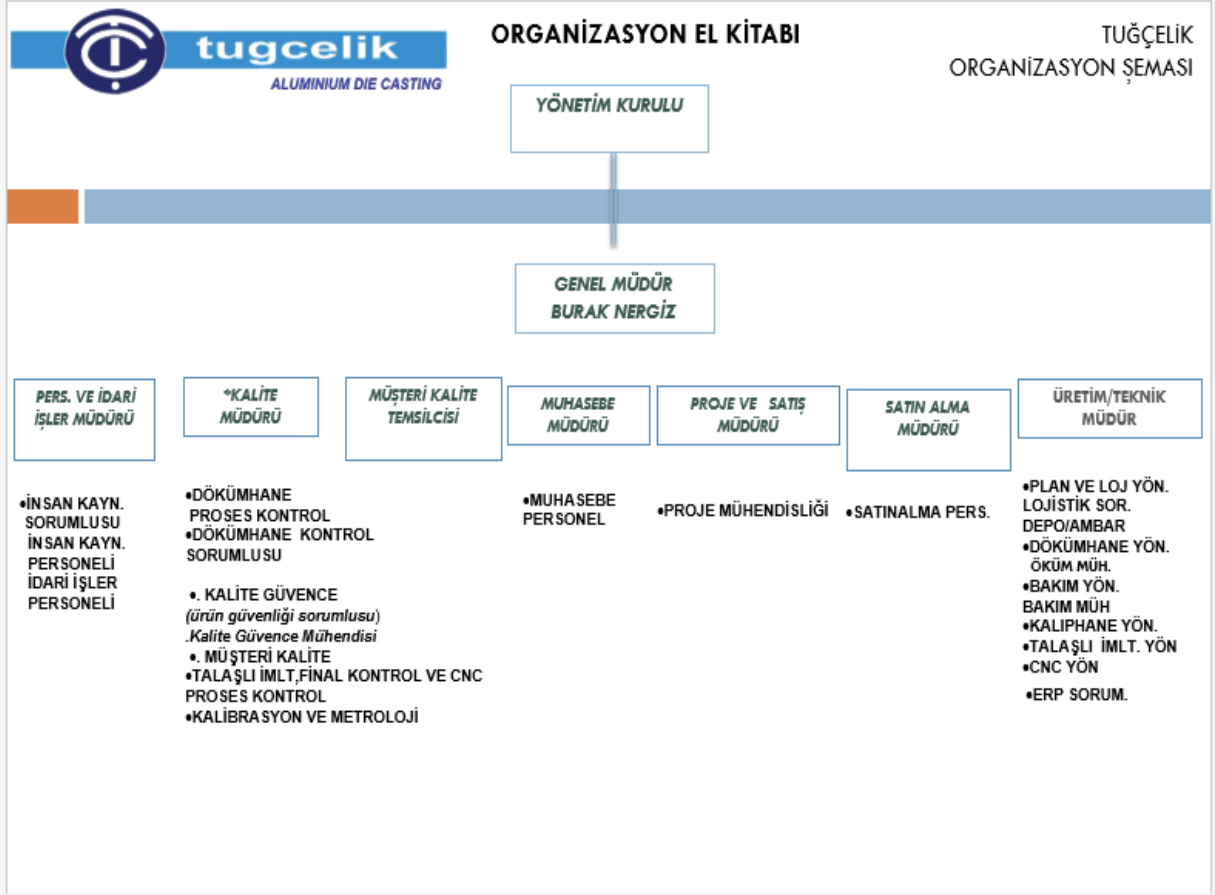 tugcelik
ALUMINIUM DIE CASTING
ORGANİZASYON EL KİTABI
TUĞÇELİK
ORGANİZASYON ŞEMASI
YÖNETİM KURULU
GENEL MÜDÜR
BURAK NERGİZ
PERS. VE İDARİ
İŞLER MÜDÜRÜ
•İNSAN KAYN.
SORUMLUSU
İNSAN KAYN.
PERSONELİ
İDARİ İŞLER
PERSONELİ
*KALİTE
MÜDÜRÜ
MÜŞTERİ KALİTE
TEMSİLCİSİ
•DÖKÜMHANE
PROSES KONTROL
•DÖKÜMHANE KONTROL
SORUMLUSU
•. KALİTE GÜVENCE
(ürün güvenliği sorumlusu)
.Kalite Güvence Mühendisi
•. MÜŞTERİ KALİTE
•TALAŞLI İMLT,FİNAL KONTROL VE CNC
PROSES KONTROL
•KALİBRASYON VE METROLOJİ
MUHASEBE
MÜDÜRÜ
•MUHASEBE
PERSONEL
PROJE VE SATIŞ
MÜDÜRÜ
•PROJE MÜHENDİSLİĞİ
SATIN ALMA
MÜDÜRÜ
•SATINALMA PERS.
ÜRETİM/TEKNİK
MÜDÜR
•PLAN VE LOJ YÖN.
LOJİSTİK SOR.
DEPO/AMBAR
•DÖKÜMHANE YÖN.
ÖKÜM MÜH.
•BAKIM YÖN.
BAKIM MÜH
•KALIPHANE YÖN.
•TALAŞLI İMLT. YÖN
•CNC YÖN
•ERP SORUM.